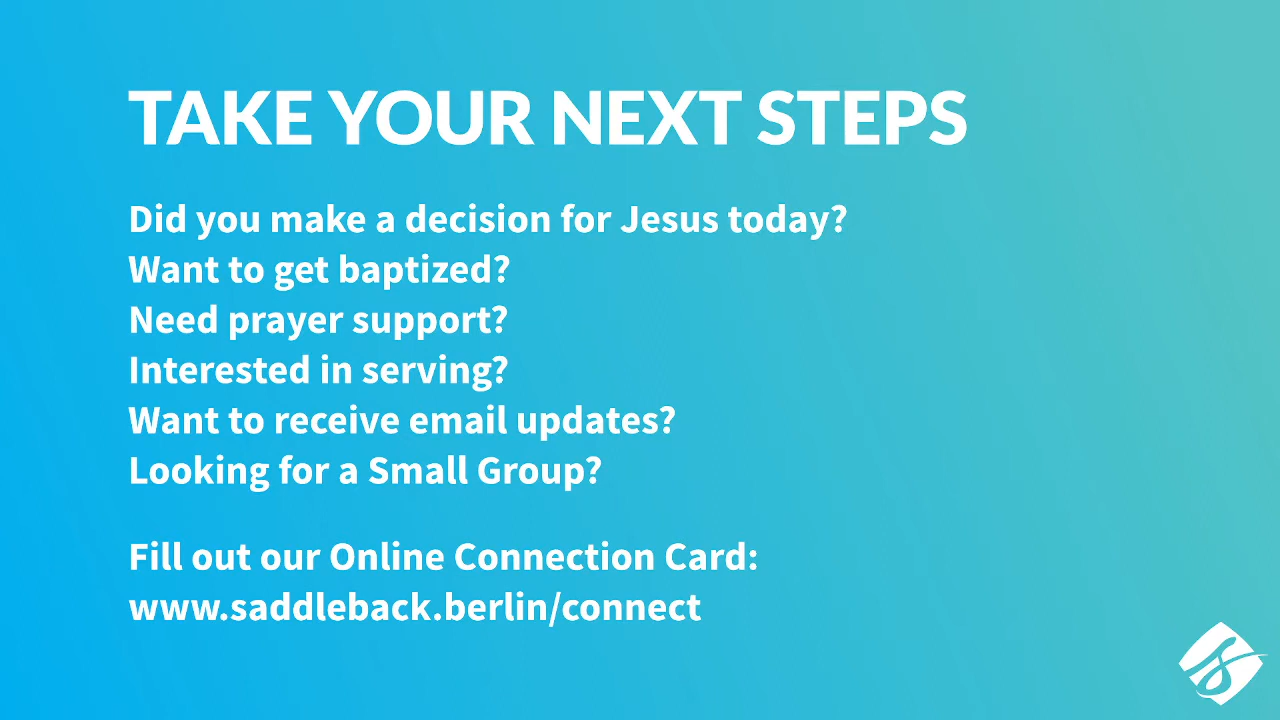 TAKE YOUR NEXT STEPS
Did you make a decision for Jesus today?
Want to get baptized?
Need prayer support?
Interested in serving?
Want to receive email updates?
Looking for a Small Group?
Fill out our Online Connection Card:
www.saddleback.berlin/connect